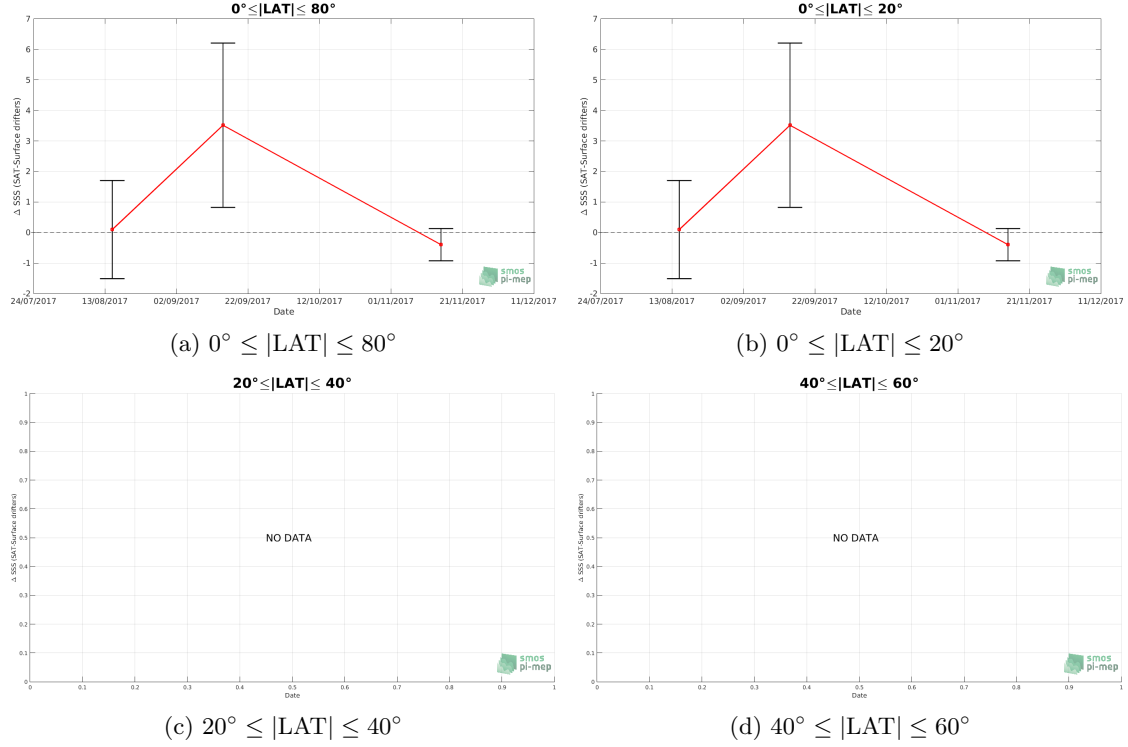 0°≤|LAT|≤ 80°
7
6
5
4
3
2
1
0
-1
-2
Δ SSS (SAT-Surface drifters)
24/07/2017 13/08/2017 02/09/2017 22/09/2017 12/10/2017 01/11/2017 21/11/2017 11/12/2017
Date
smos
pi-mep
(a) 0° ≤ |LAT| ≤ 80°
0°≤|LAT|≤ 20°
7
6
5
4
3
2
1
0
-1
-2
Δ SSS (SAT-Surface drifters)
24/07/2017 13/08/2017 02/09/2017 22/09/2017 12/10/2017 01/11/2017 21/11/2017 11/12/2017
Date
smos
pi-mep
(b) 0° ≤ |LAT| ≤ 20°
20°≤|LAT|≤ 40°
1
0.9
0.8
0.7
0.6
0.5
0.4
0.3
0.2
0.1
0
Δ SSS (SAT-Surface drifters)
NO DATA
0 0.1 0.2 0.3 0.4 0.5 0.6 0.7 0.8 0.9 1
Date
smos
pi-mep
(c) 20° ≤ |LAT| ≤ 40°
40°≤|LAT|≤ 60°
1
0.9
0.8
0.7
0.6
0.5
0.4
0.3
0.2
0.1
0
Δ SSS (SAT-Surface drifters)
NO DATA
0 0.1 0.2 0.3 0.4 0.5 0.6 0.7 0.8 0.9 1
Date
smos
pi-mep
(d) 40° ≤ |LAT| ≤ 60°